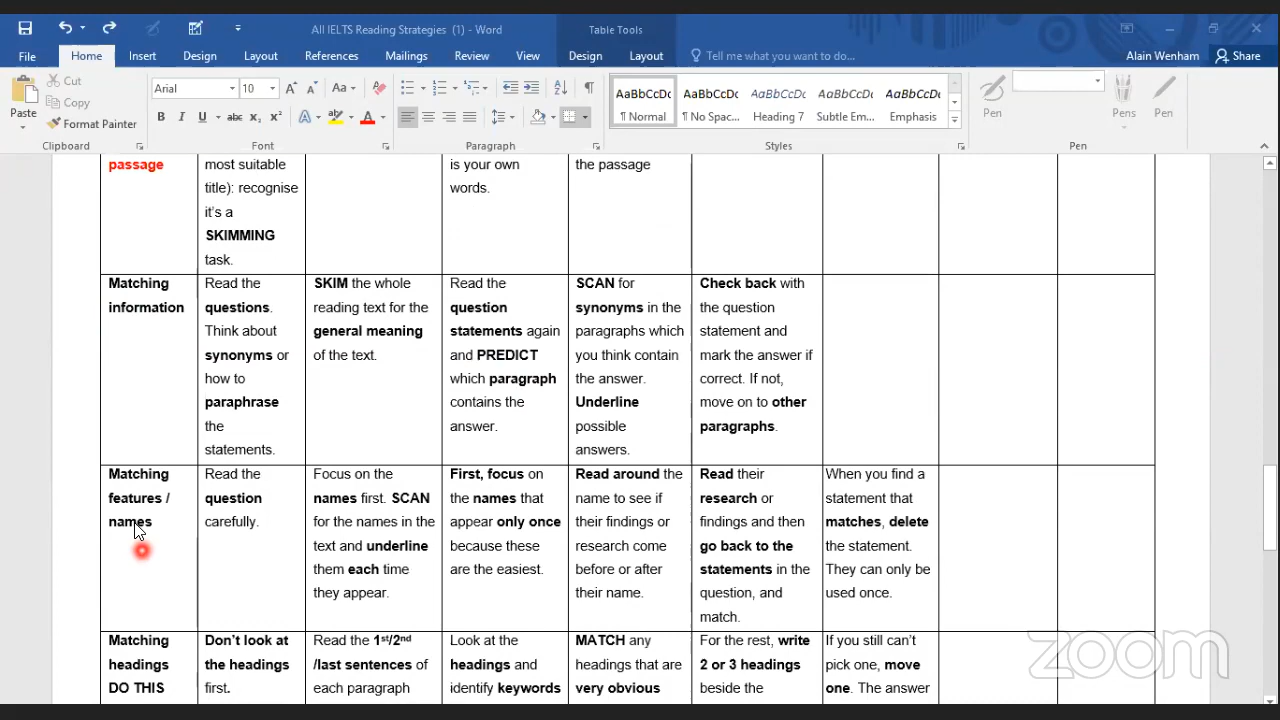 All IELTS Reading Strategies (1) - Word
Table Tools
File Home Insert Design Layout References Mailings Review View Design Layout Tell me what you want to do... Alain Wenham Share
Paste
Cut
Copy
Format Painter
Arial 10
Aa
B I U abc x₂ x² A A
AaBbCcDc
¶ Normal
AaBbCcDc
¶ No Spac...
AaBbCcDc
Heading 7
AaBbCcDc
Subtle Em...
AaBbCcDc
Emphasis
Pen
Pens
Pen
Clipboard Font Paragraph Styles Pen
passage
most suitable
title): recognise
it's a
SKIMMING
task.
is your own
words.
the passage
Matching
information
Read the
questions.
Think about
synonyms or
how to
paraphrase
the
statements.
SKIM the whole
reading text for the
general meaning
of the text.
Read the
question
statements again
and PREDICT
which paragraph
contains the
answer.
SCAN for
synonyms in the
paragraphs which
you think contain
the answer.
Underline
possible
answers.
Check back with
the question
statement and
mark the answer if
correct. If not,
move on to other
paragraphs.
Matching
features /
names
Read the
question
carefully.
Focus on the
names first. SCAN
for the names in the
text and underline
them each time
they appear.
First, focus on
the names that
appear only once
because these
are the easiest.
Read around the
name to see if
their findings or
research come
before or after
their name.
Read their
research or
findings and then
go back to the
statements in the
question, and
match.
When you find a
statement that
matches, delete
the statement.
They can only be
used once.
Matching
headings
DO THIS
Don't look at
the headings
first.
Read the 1st/2nd
/last sentences of
each paragraph
Look at the
headings and
identify keywords
MATCH any
headings that are
very obvious
For the rest, write
2 or 3 headings
beside the
If you still can't
pick one, move
one. The answer
zoom